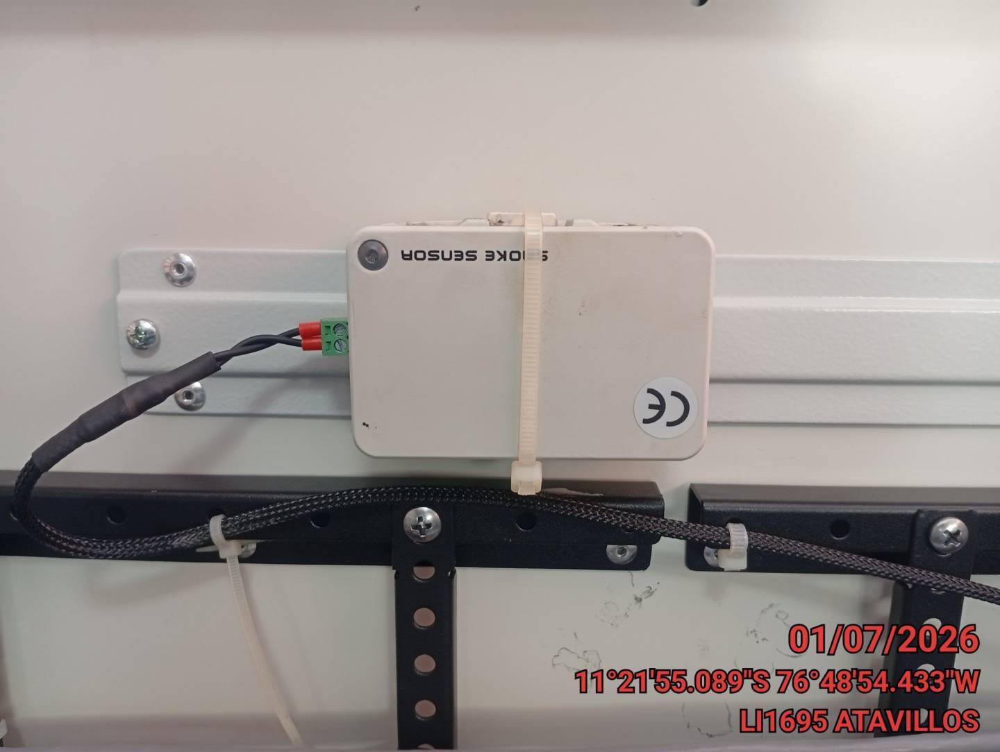 SMOKE SENSOR
CE
01/07/2026
11°21'55.089"S 76°48'54.433"W
LI1695 ATAVILLOS